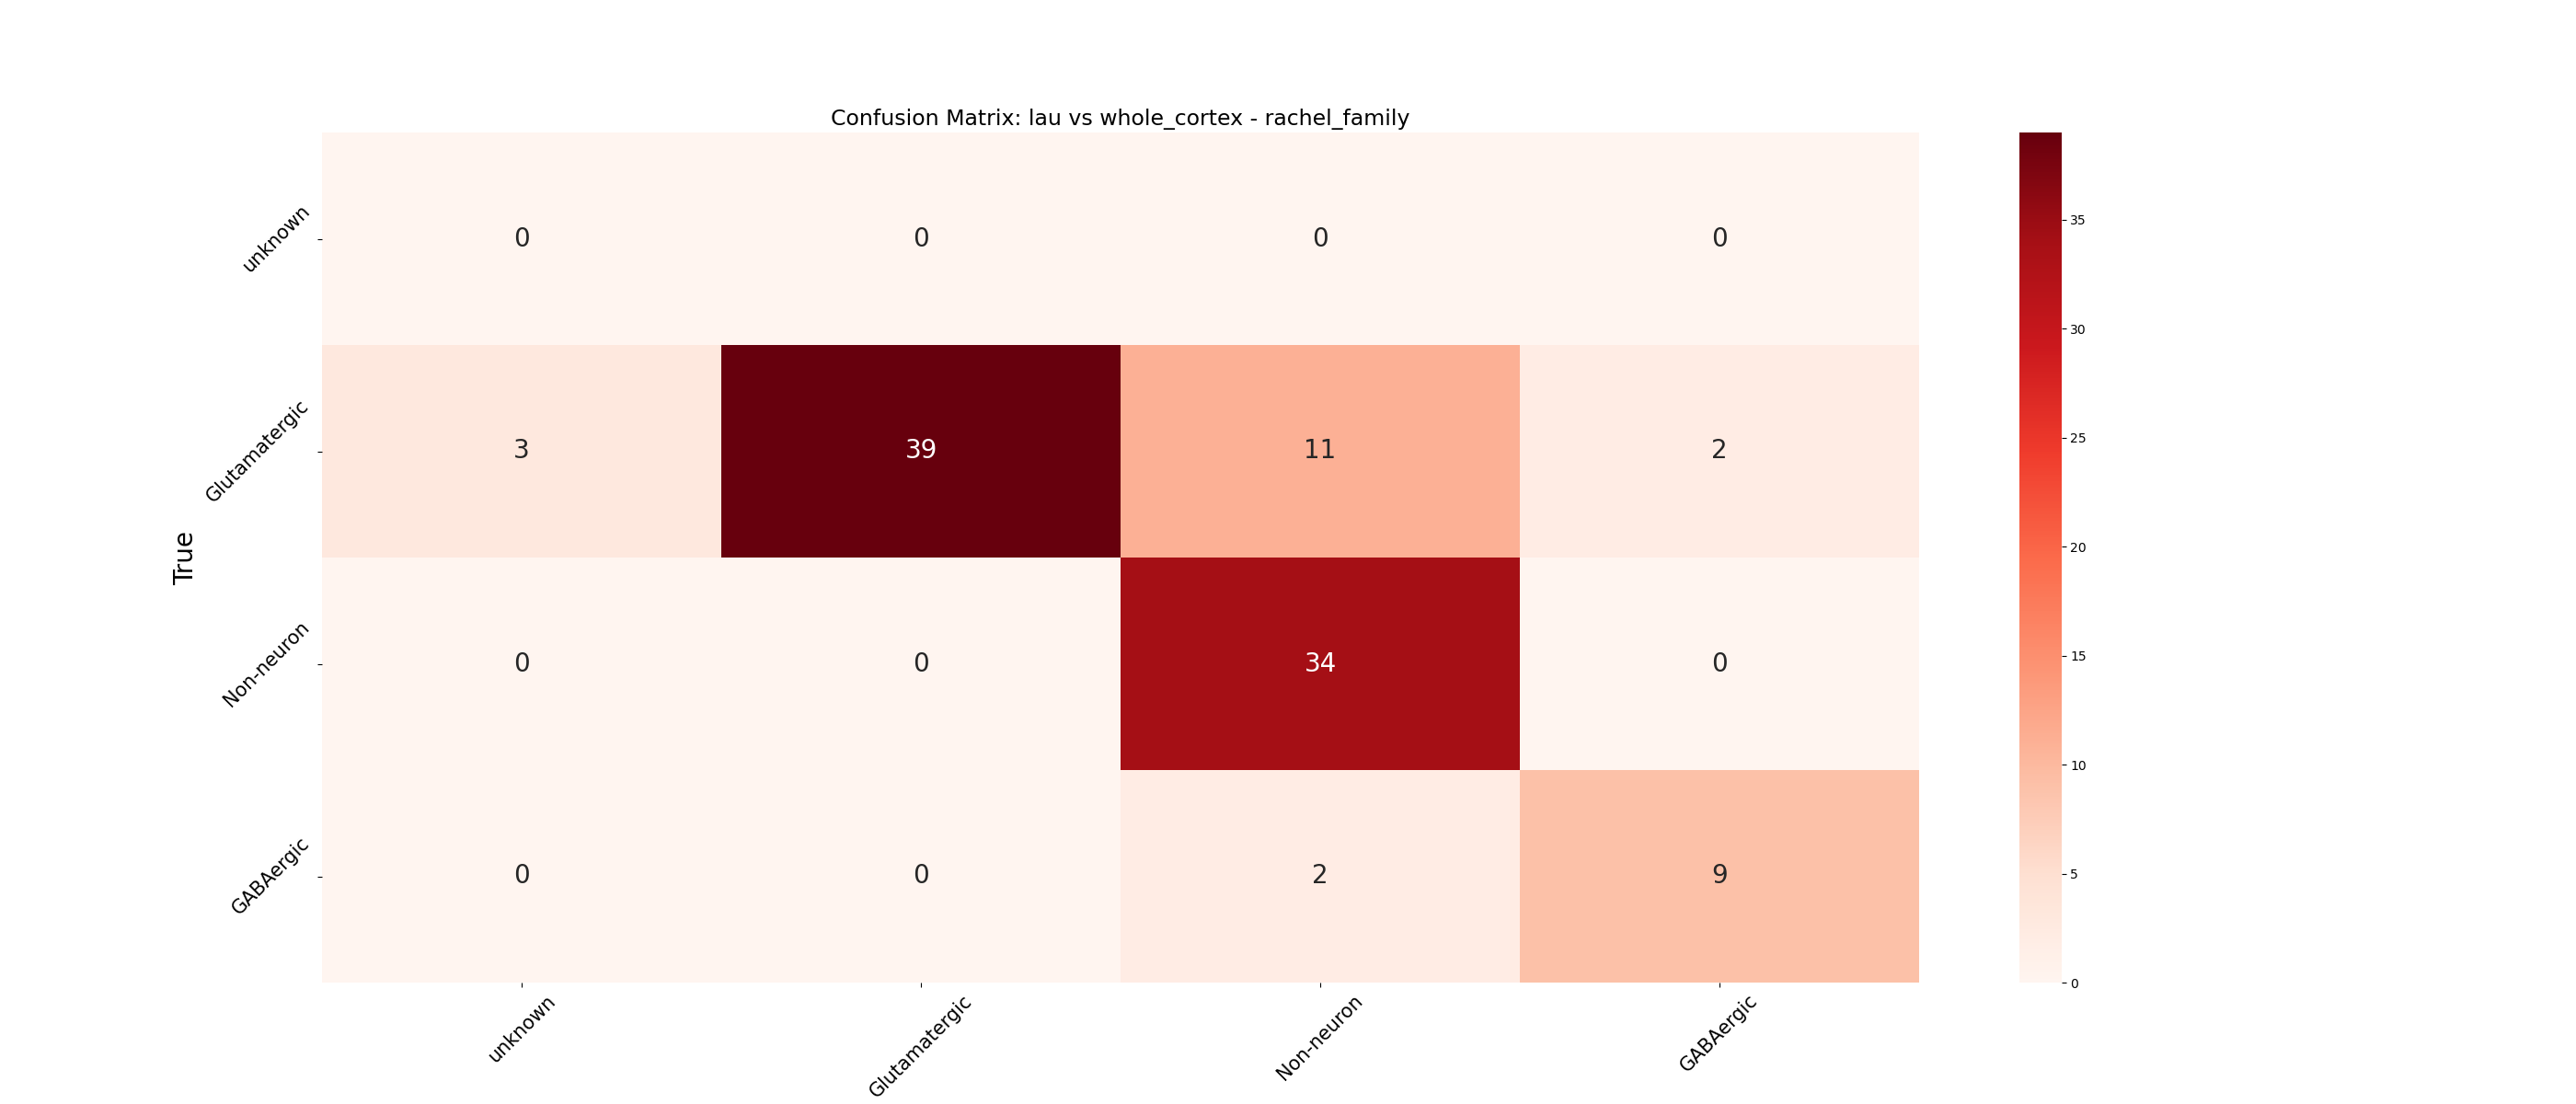 Confusion Matrix: lau vs whole_cortex - rachel_family
True
unknown
0 0 0 0
Glutamatergic
3 39 11 2
Non-neuron
0 0 34 0
GABAergic
0 0 2 9
unknown Glutamatergic Non-neuron GABAergic
35
30
25
20
15
10
5
0